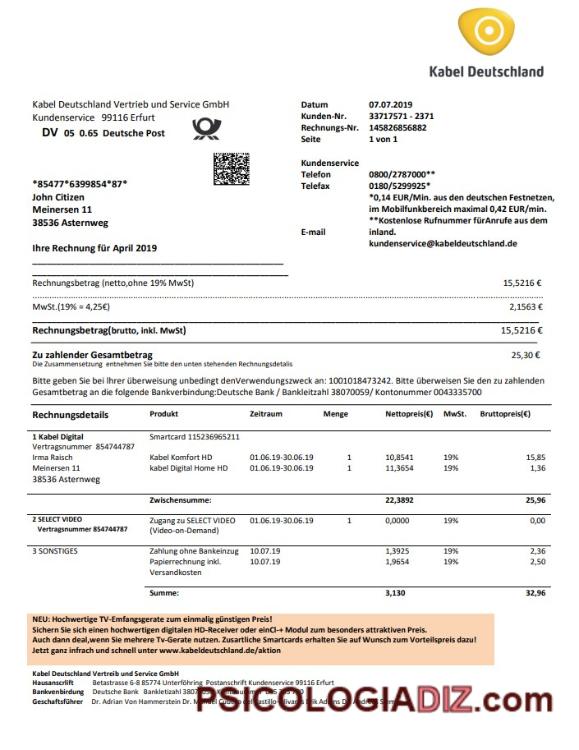 Kabel Deutschland
Kabel Deutschland Vertrieb und Service GmbH
Kundenservice 99116 Erfurt
DV 05 0.65 Deutsche Post
Datum 07.07.2019
Kunden-Nr. 33717571 - 2371
Rechnungs-Nr. 145826856882
Seite 1 von 1
Kundenservice
Telefon 0800/2787000**
Telefax 0180/5299925*
*0,14 EUR/Min. aus den deutschen Festnetzen,
im Mobilfunkbereich maximal 0,42 EUR/min.
**Kostenlose Rufnummer fürAnrufe aus dem
E-mail inland.
kundenservice@kabeldeutschland.de
*85477*6399854*87*
John Citizen
Meinersen 11
38536 Asternweg
Ihre Rechnung für April 2019
Rechnungsbetrag (netto,ohne 19% MwSt) 15,5216 €
MwSt.(19% = 4,25€) 2,1563 €
Rechnungsbetrag(brutto, inkl. MwSt) 15,5216 €
Zu zahlender Gesamtbetrag 25,30 €
Die Zusammensetzung entnehmen Sie bitte den unten stehenden Rechnungsdetalis
Bitte geben Sie bei lhrer überweisung unbedingt denVerwendungszweck an: 1001018473242. Bitte überweisen Sie den zu zahlenden
Gesamtbetrag an die folgende Bankverbindung:Deutsche Bank / Bankleitzahl 38070059/ Kontonummer 0043335700
Rechnungsdetails Produkt Zeitraum Menge Nettopreis(€) MwSt. Bruttopreis(€)
1 Kabel Digital Smartcard 115236965211
Vertragsnummer 854744787
Irma Raisch Kabel Komfort HD 01.06.19-30.06.19 1 10,8541 19% 15,85
Meinersen 11 kabel Digital Home HD 01.06.19-30.06.19 1 11,3654 19% 1,36
38536 Asternweg
Zwischensumme: 22,3892 25,96
2 SELECT VIDEO Zugang zu SELECT VIDEO 01.06.19-30.06.19 1 0,0000 19% 0,00
Vertragsnummer 854744787 (Video-on-Demand)
3 SONSTIGES Zahlung ohne Bankeinzug 10.07.19 1,3925 19% 2,36
Papierrechnung inkl. 10.07.19 1,9654 19% 2,50
Versandkosten
Summe: 3,130 32,96
NEU: Hochwertige TV-Emfangsgerate zum einmalig günstigen Preis!
Sichern Sie sich einen hochwertigen digitalen HD-Receiver oder einCl-+ Modul zum besonders attraktiven Preis.
Auch dann deal,wenn Sie mehrere Tv-Gerate nutzen. Zusartliche Smartcards erhalten Sie auf Wunsch zum Vorteilspreis dazu!
Jetzt ganz infrach und schnell unter www.kabeldeutschland.de/aktion
Kabel Deutschland Vertreib und Service GmbH
Hausanscrlift Betastrasse 6-8 85774 Unterföhring Postanschrift Kundenservice 99116 Erfurt
Bankvenbirdung Deutsche Bank Bankletizahl
Geschatsführer Dr. Adrian Von Hammerstein Dr.
PSICOLOGIADIZ.com